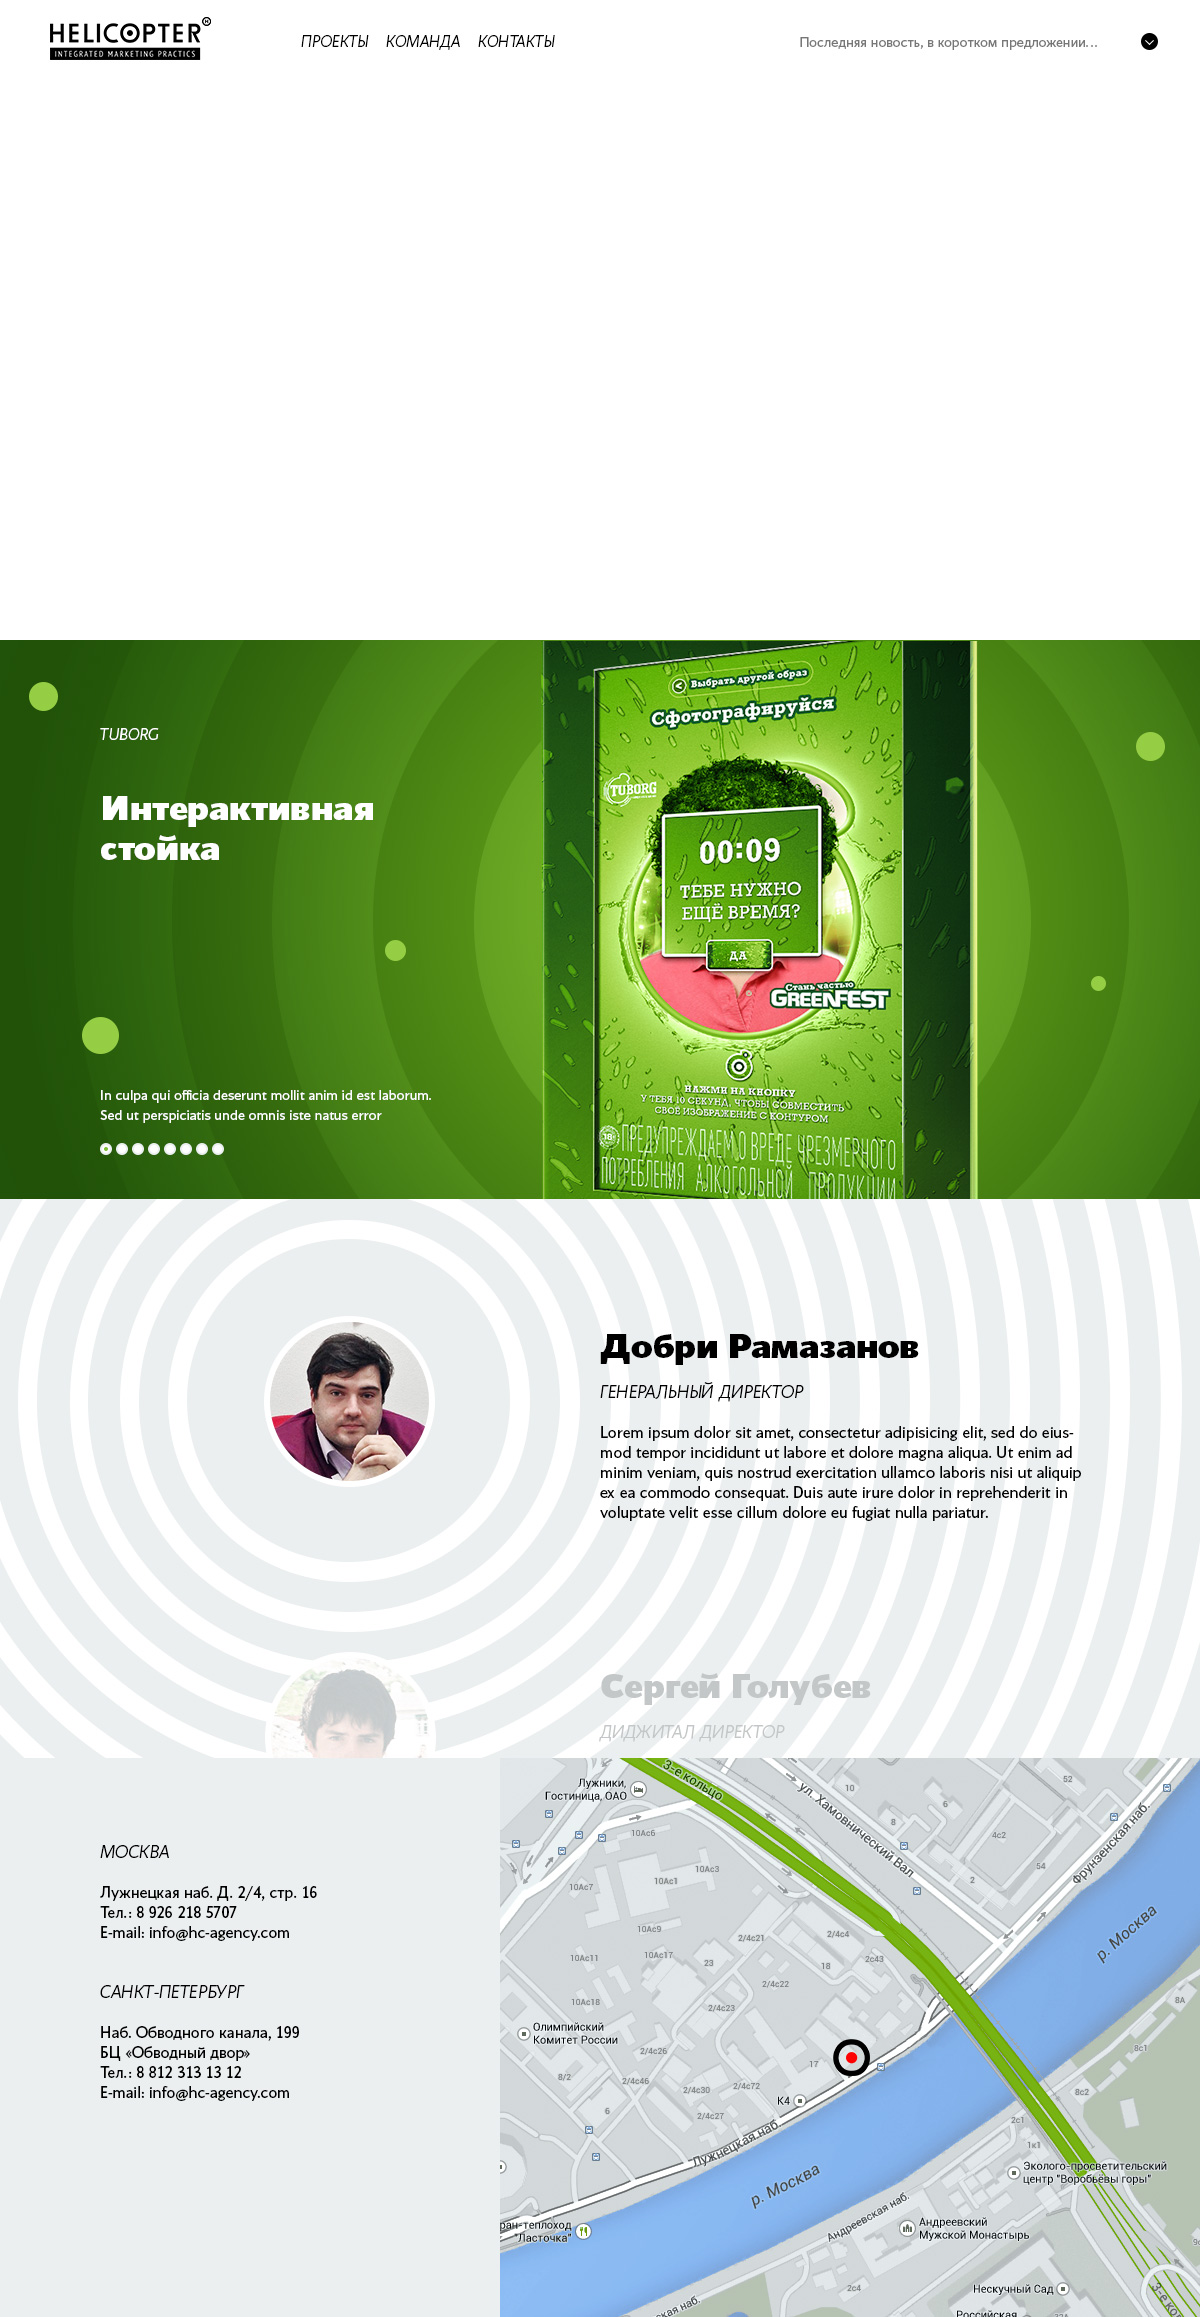 HELICOPTER
INTEGRATED MARKETING PRACTICS
ПРОЕКТЫ КОМАНДА КОНТАКТЫ
Последняя новость, в коротком предложении...
TUBORG
Интерактивная
стойка
In culpa qui officia deserunt mollit anim id est laborum.
Sed ut perspiciatis unde omnis iste natus error
Выбрать другой образ
Сфотографируйся
TUBORG
00:09
ТЕБЕ НУЖНО
ЕЩЁ ВРЕМЯ?
ДА
Стань частью
GREENFEST
НАЖМИ НА КНОПКУ
У ТЕБЯ 10 СЕКУНД, ЧТОБЫ СОВМЕСТИТЬ
СВОЁ ИЗОБРАЖЕНИЕ С КОНТУРОМ
18+
ПРЕДУПРЕЖДАЕМ О ВРЕДЕ ЧРЕЗМЕРНОГО
ПОТРЕБЛЕНИЯ АЛКОГОЛЬНОЙ ПРОДУКЦИИ
Добри Рамазанов
ГЕНЕРАЛЬНЫЙ ДИРЕКТОР
Lorem ipsum dolor sit amet, consectetur adipisicing elit, sed do eius-
mod tempor incididunt ut labore et dolore magna aliqua. Ut enim ad
minim veniam, quis nostrud exercitation ullamco laboris nisi ut aliquip
ex ea commodo consequat. Duis aute irure dolor in reprehenderit in
voluptate velit esse cillum dolore eu fugiat nulla pariatur.
Сергей Голубев
ДИДЖИТАЛ ДИРЕКТОР
МОСКВА
Лужнецкая наб. Д. 2/4, стр. 16
Тел.: 8 926 218 5707
E-mail: info@hc-agency.com
САНКТ-ПЕТЕРБУРГ
Наб. Обводного канала, 199
БЦ «Обводный двор»
Тел.: 8 812 313 13 12
E-mail: info@hc-agency.com
Лужники,
Гостиница, ОАО
3-е кольцо
ул. Хамовнический Вал
Фрунзенская наб.
10
52
6
8
4с2
54
2
10Ас6
10Ас3
10Ас7
10Ас1
10Ас9
2/4с21
2/4с4
10Ас11
10Ас17
23
18
2с43
2/4с22
10Ас18
2/4с23
р. Москва
8А
Олимпийский
Комитет России
2/4с26
17
8с1
8/2
2/4с46
2/4с30
2/4с72
К4
8с2
6
2/4с27
2с1
1к1
Лужнецкая наб.
Эколого-просветительский
центр "Воробьёвы горы"
р. Москва
Андреевская наб.
ран-теплоход
"Ласточка"
Андреевский
Мужской Монастырь
Нескучный Сад
2с4
ская наб.
Российская
3-е ко